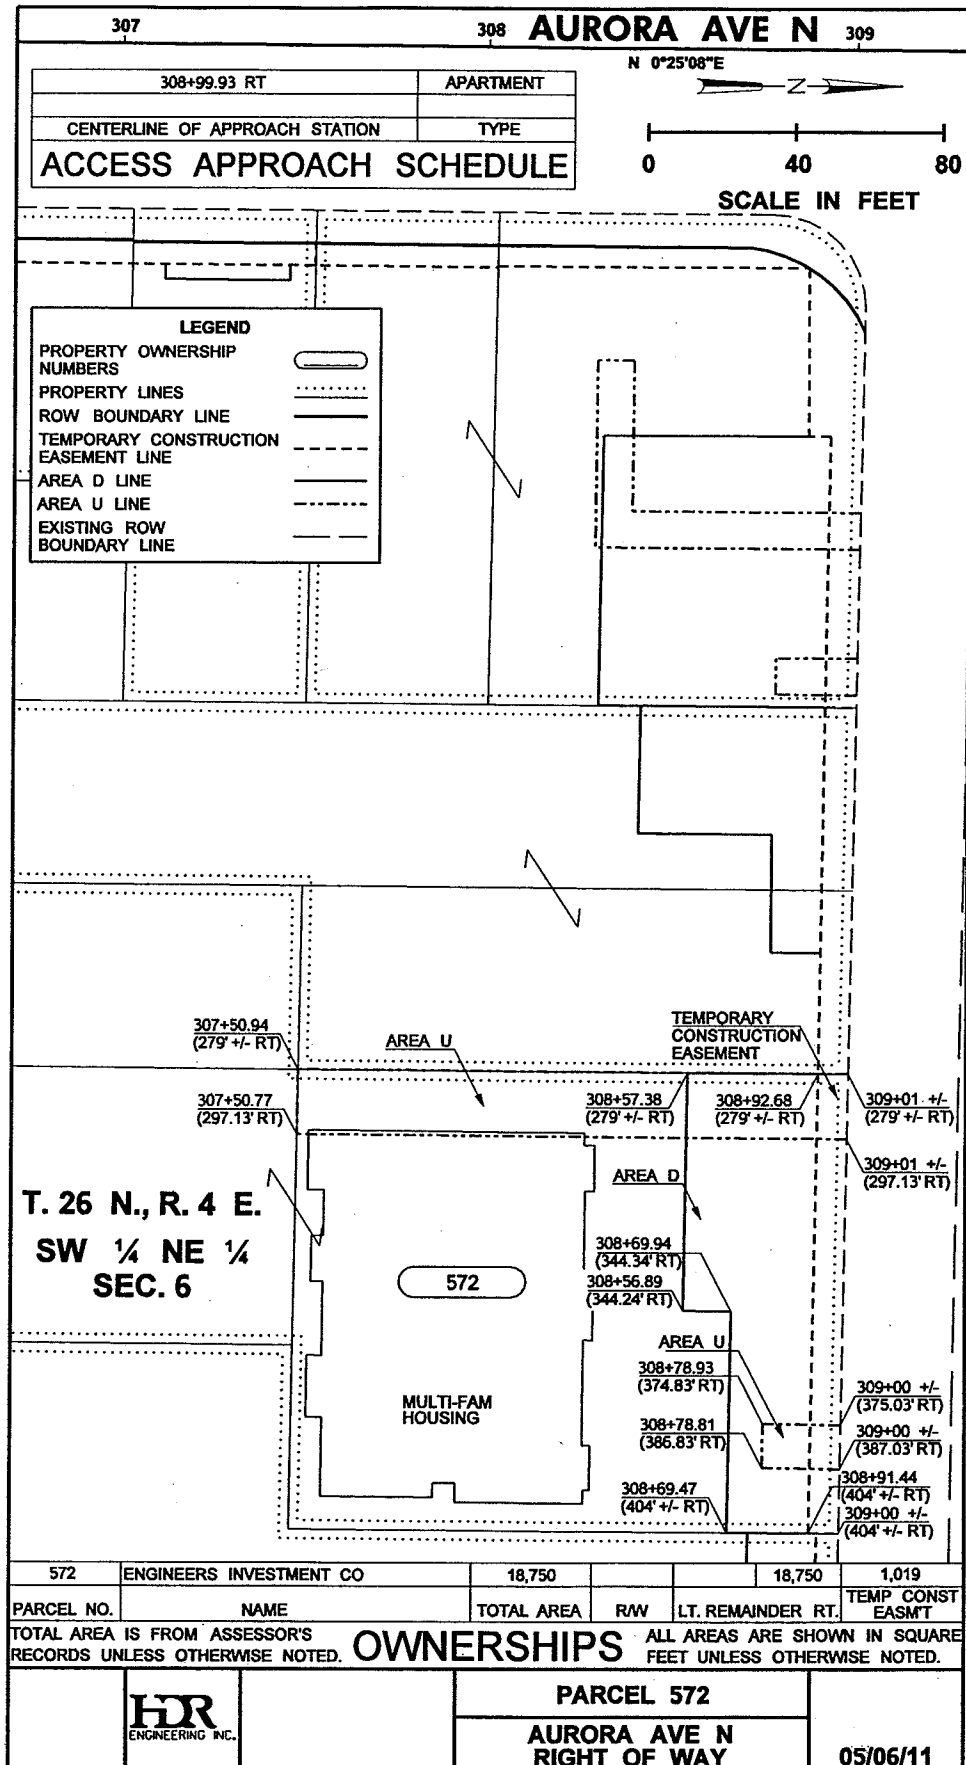 307
308
AURORA AVE N
309
308+99.93 RT
APARTMENT
CENTERLINE OF APPROACH STATION
TYPE
ACCESS APPROACH SCHEDULE
N 0°25'08"E
Z
0
40
80
SCALE IN FEET
LEGEND
PROPERTY OWNERSHIP
NUMBERS
PROPERTY LINES
ROW BOUNDARY LINE
TEMPORARY CONSTRUCTION
EASEMENT LINE
AREA D LINE
AREA U LINE
EXISTING ROW
BOUNDARY LINE
307+50.94
(279' +/- RT)
AREA U
TEMPORARY
CONSTRUCTION
EASEMENT
307+50.77
(297.13' RT)
308+57.38
(279' +/- RT)
308+92.68
(279' +/- RT)
309+01 +/-
(279' +/- RT)
309+01 +/-
(297.13' RT)
AREA D
T. 26 N., R. 4 E.
SW ¼ NE ¼
SEC. 6
308+69.94
(344.34' RT)
308+56.89
(344.24' RT)
572
AREA U
308+78.93
(374.83' RT)
309+00 +/-
(375.03' RT)
MULTI-FAM
HOUSING
308+78.81
(386.83' RT)
309+00 +/-
(387.03' RT)
308+69.47
(404' +/- RT)
308+91.44
(404' +/- RT)
309+00 +/-
(404' +/- RT)
572
ENGINEERS INVESTMENT CO
18,750
18,750
1,019
PARCEL NO.
NAME
TOTAL AREA
R/W
LT. REMAINDER RT.
TEMP CONST
EASM'T
TOTAL AREA IS FROM ASSESSOR'S
RECORDS UNLESS OTHERWISE NOTED.
OWNERSHIPS
ALL AREAS ARE SHOWN IN SQUARE
FEET UNLESS OTHERWISE NOTED.
HDR
ENGINEERING INC.
PARCEL 572
AURORA AVE N
RIGHT OF WAY
05/06/11